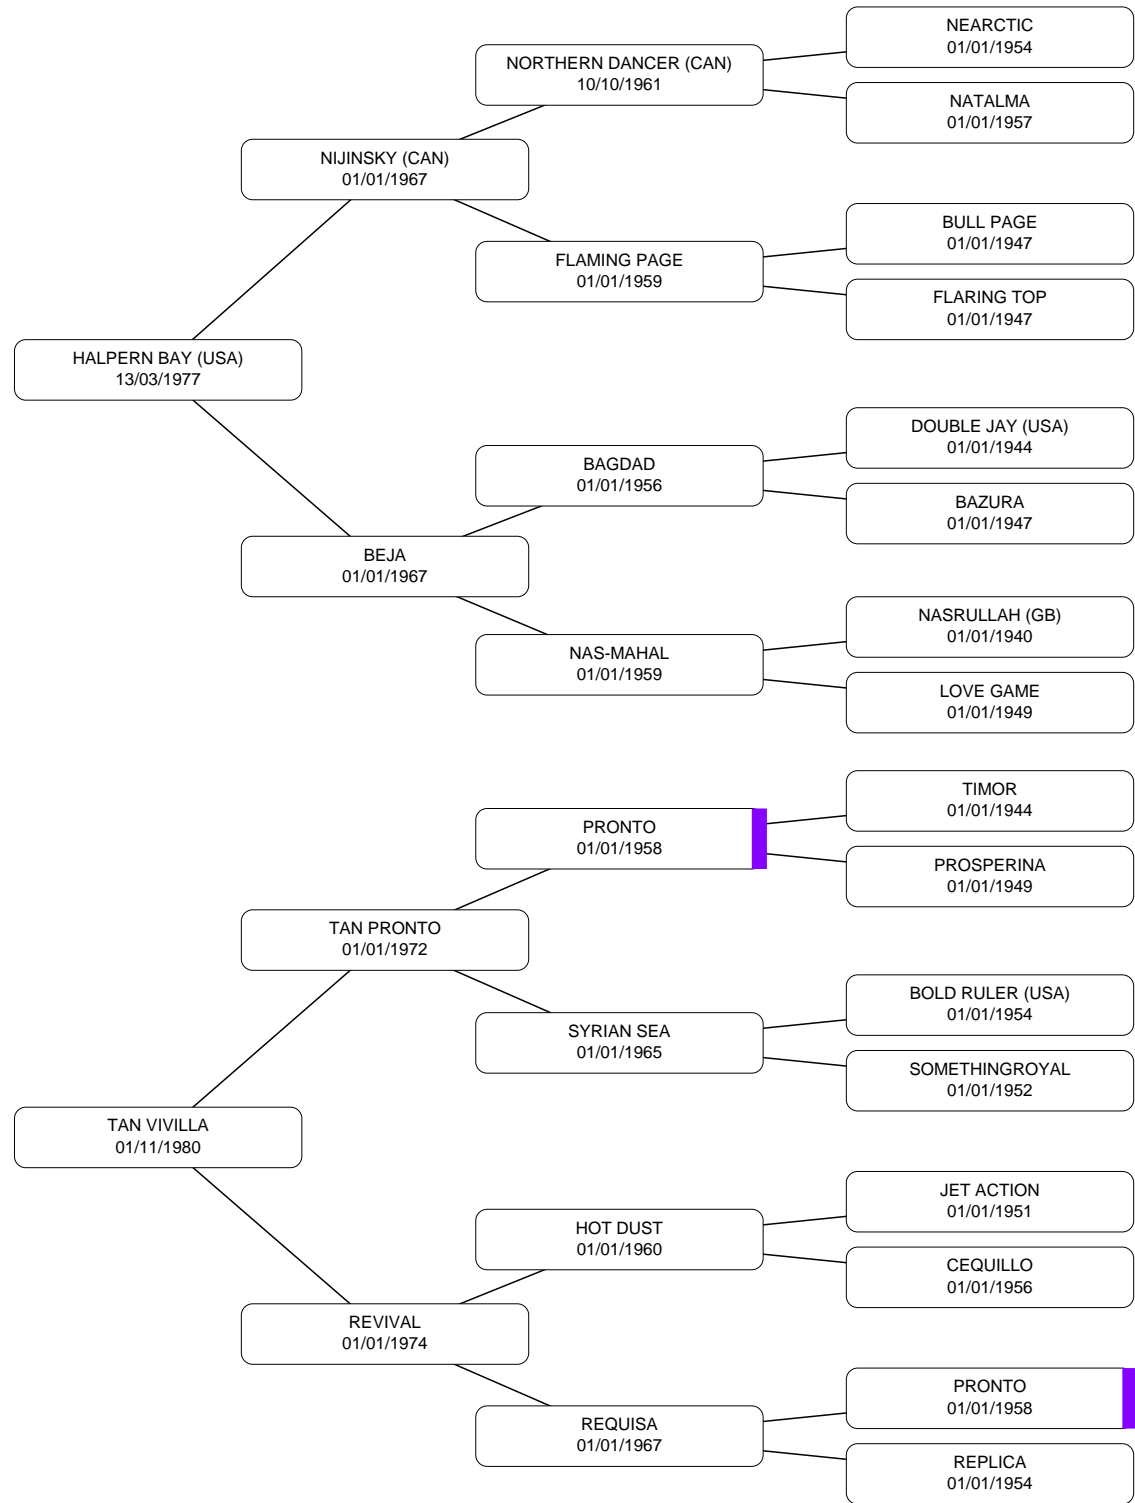 NEARCTIC
01/01/1954
NORTHERN DANCER (CAN)
10/10/1961
NATALMA
01/01/1957
NIJINSKY (CAN)
01/01/1967
BULL PAGE
01/01/1947
FLAMING PAGE
01/01/1959
FLARING TOP
01/01/1947
HALPERN BAY (USA)
13/03/1977
DOUBLE JAY (USA)
01/01/1944
BAGDAD
01/01/1956
BAZURA
01/01/1947
BEJA
01/01/1967
NASRULLAH (GB)
01/01/1940
NAS-MAHAL
01/01/1959
LOVE GAME
01/01/1949
TIMOR
01/01/1944
PRONTO
01/01/1958
PROSPERINA
01/01/1949
TAN PRONTO
01/01/1972
BOLD RULER (USA)
01/01/1954
SYRIAN SEA
01/01/1965
SOMETHINGROYAL
01/01/1952
TAN VIVILLA
01/11/1980
JET ACTION
01/01/1951
HOT DUST
01/01/1960
CEQUILLO
01/01/1956
REVIVAL
01/01/1974
PRONTO
01/01/1958
REQUISA
01/01/1967
REPLICA
01/01/1954